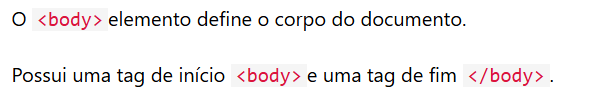 O <body> elemento define o corpo do documento.
Possui uma tag de início <body> e uma tag de fim </body> .